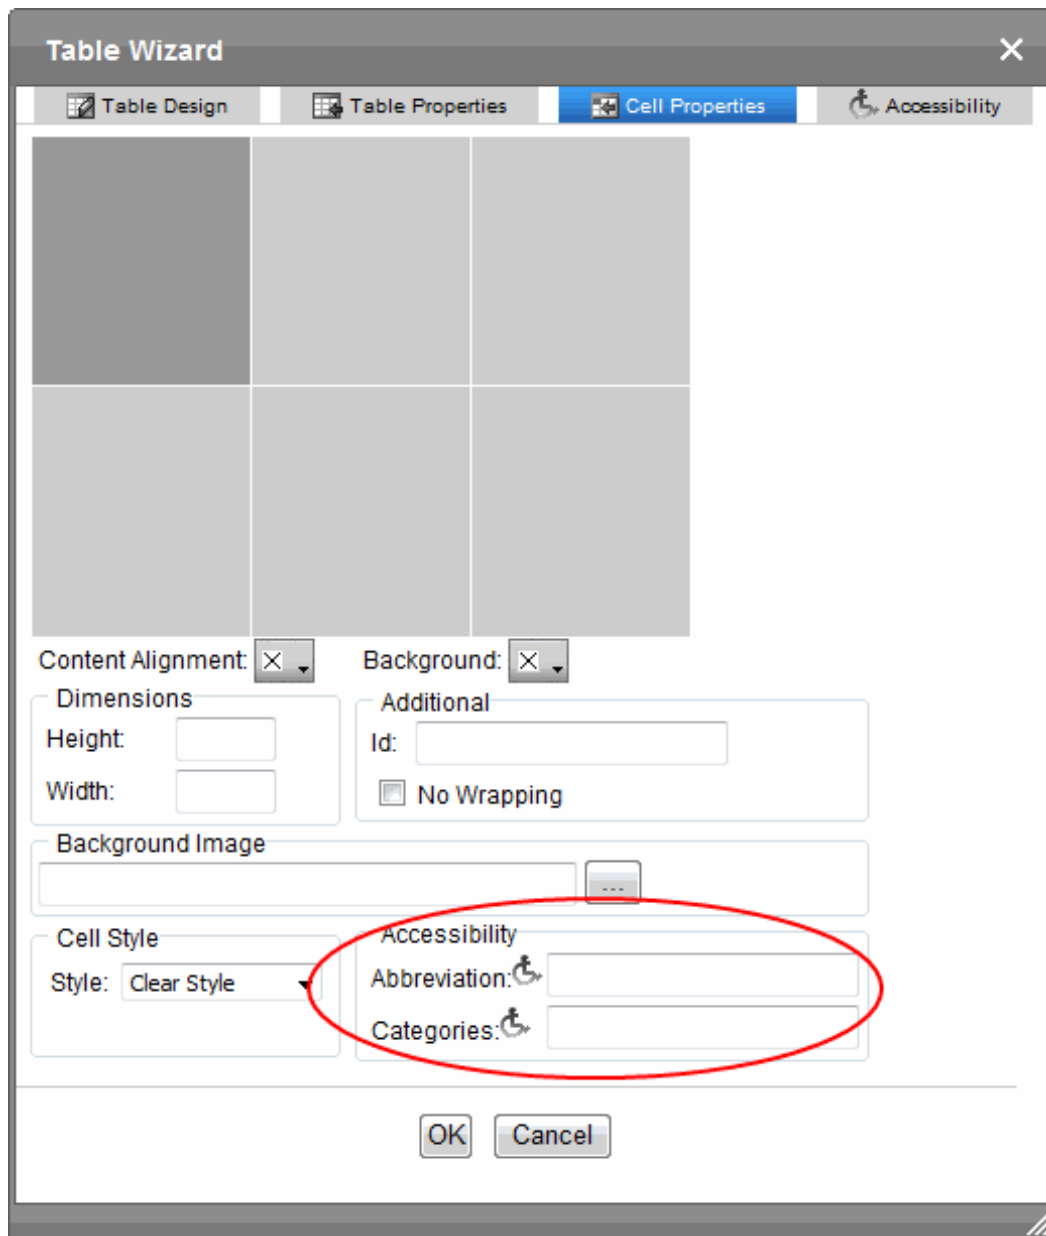 Table Wizard
Table Design Table Properties Cell Properties Accessibility
Content Alignment: Background:
Dimensions
Height:
Width:
Additional
Id:
No Wrapping
Background Image
...
Cell Style
Style: Clear Style
Accessibility
Abbreviation:
Categories:
OK Cancel